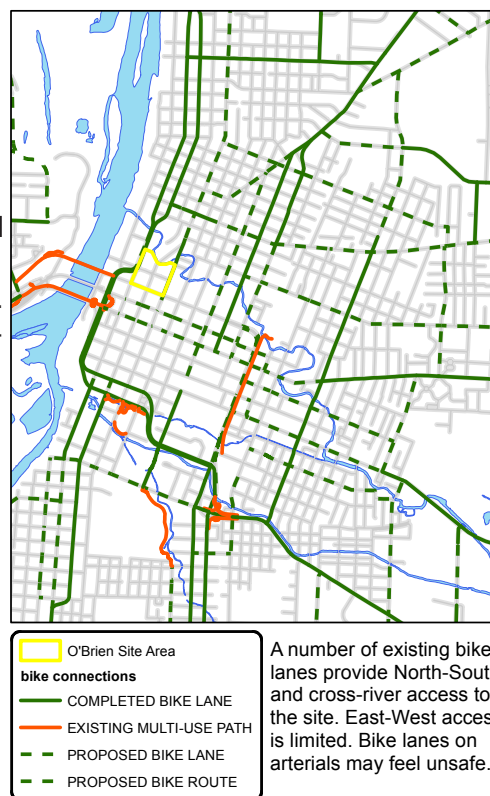 O'Brien Site Area
bike connections
COMPLETED BIKE LANE
EXISTING MULTI-USE PATH
PROPOSED BIKE LANE
PROPOSED BIKE ROUTE
A number of existing bike
lanes provide North-Sout
and cross-river access to
the site. East-West acces
is limited. Bike lanes on
arterials may feel unsafe.